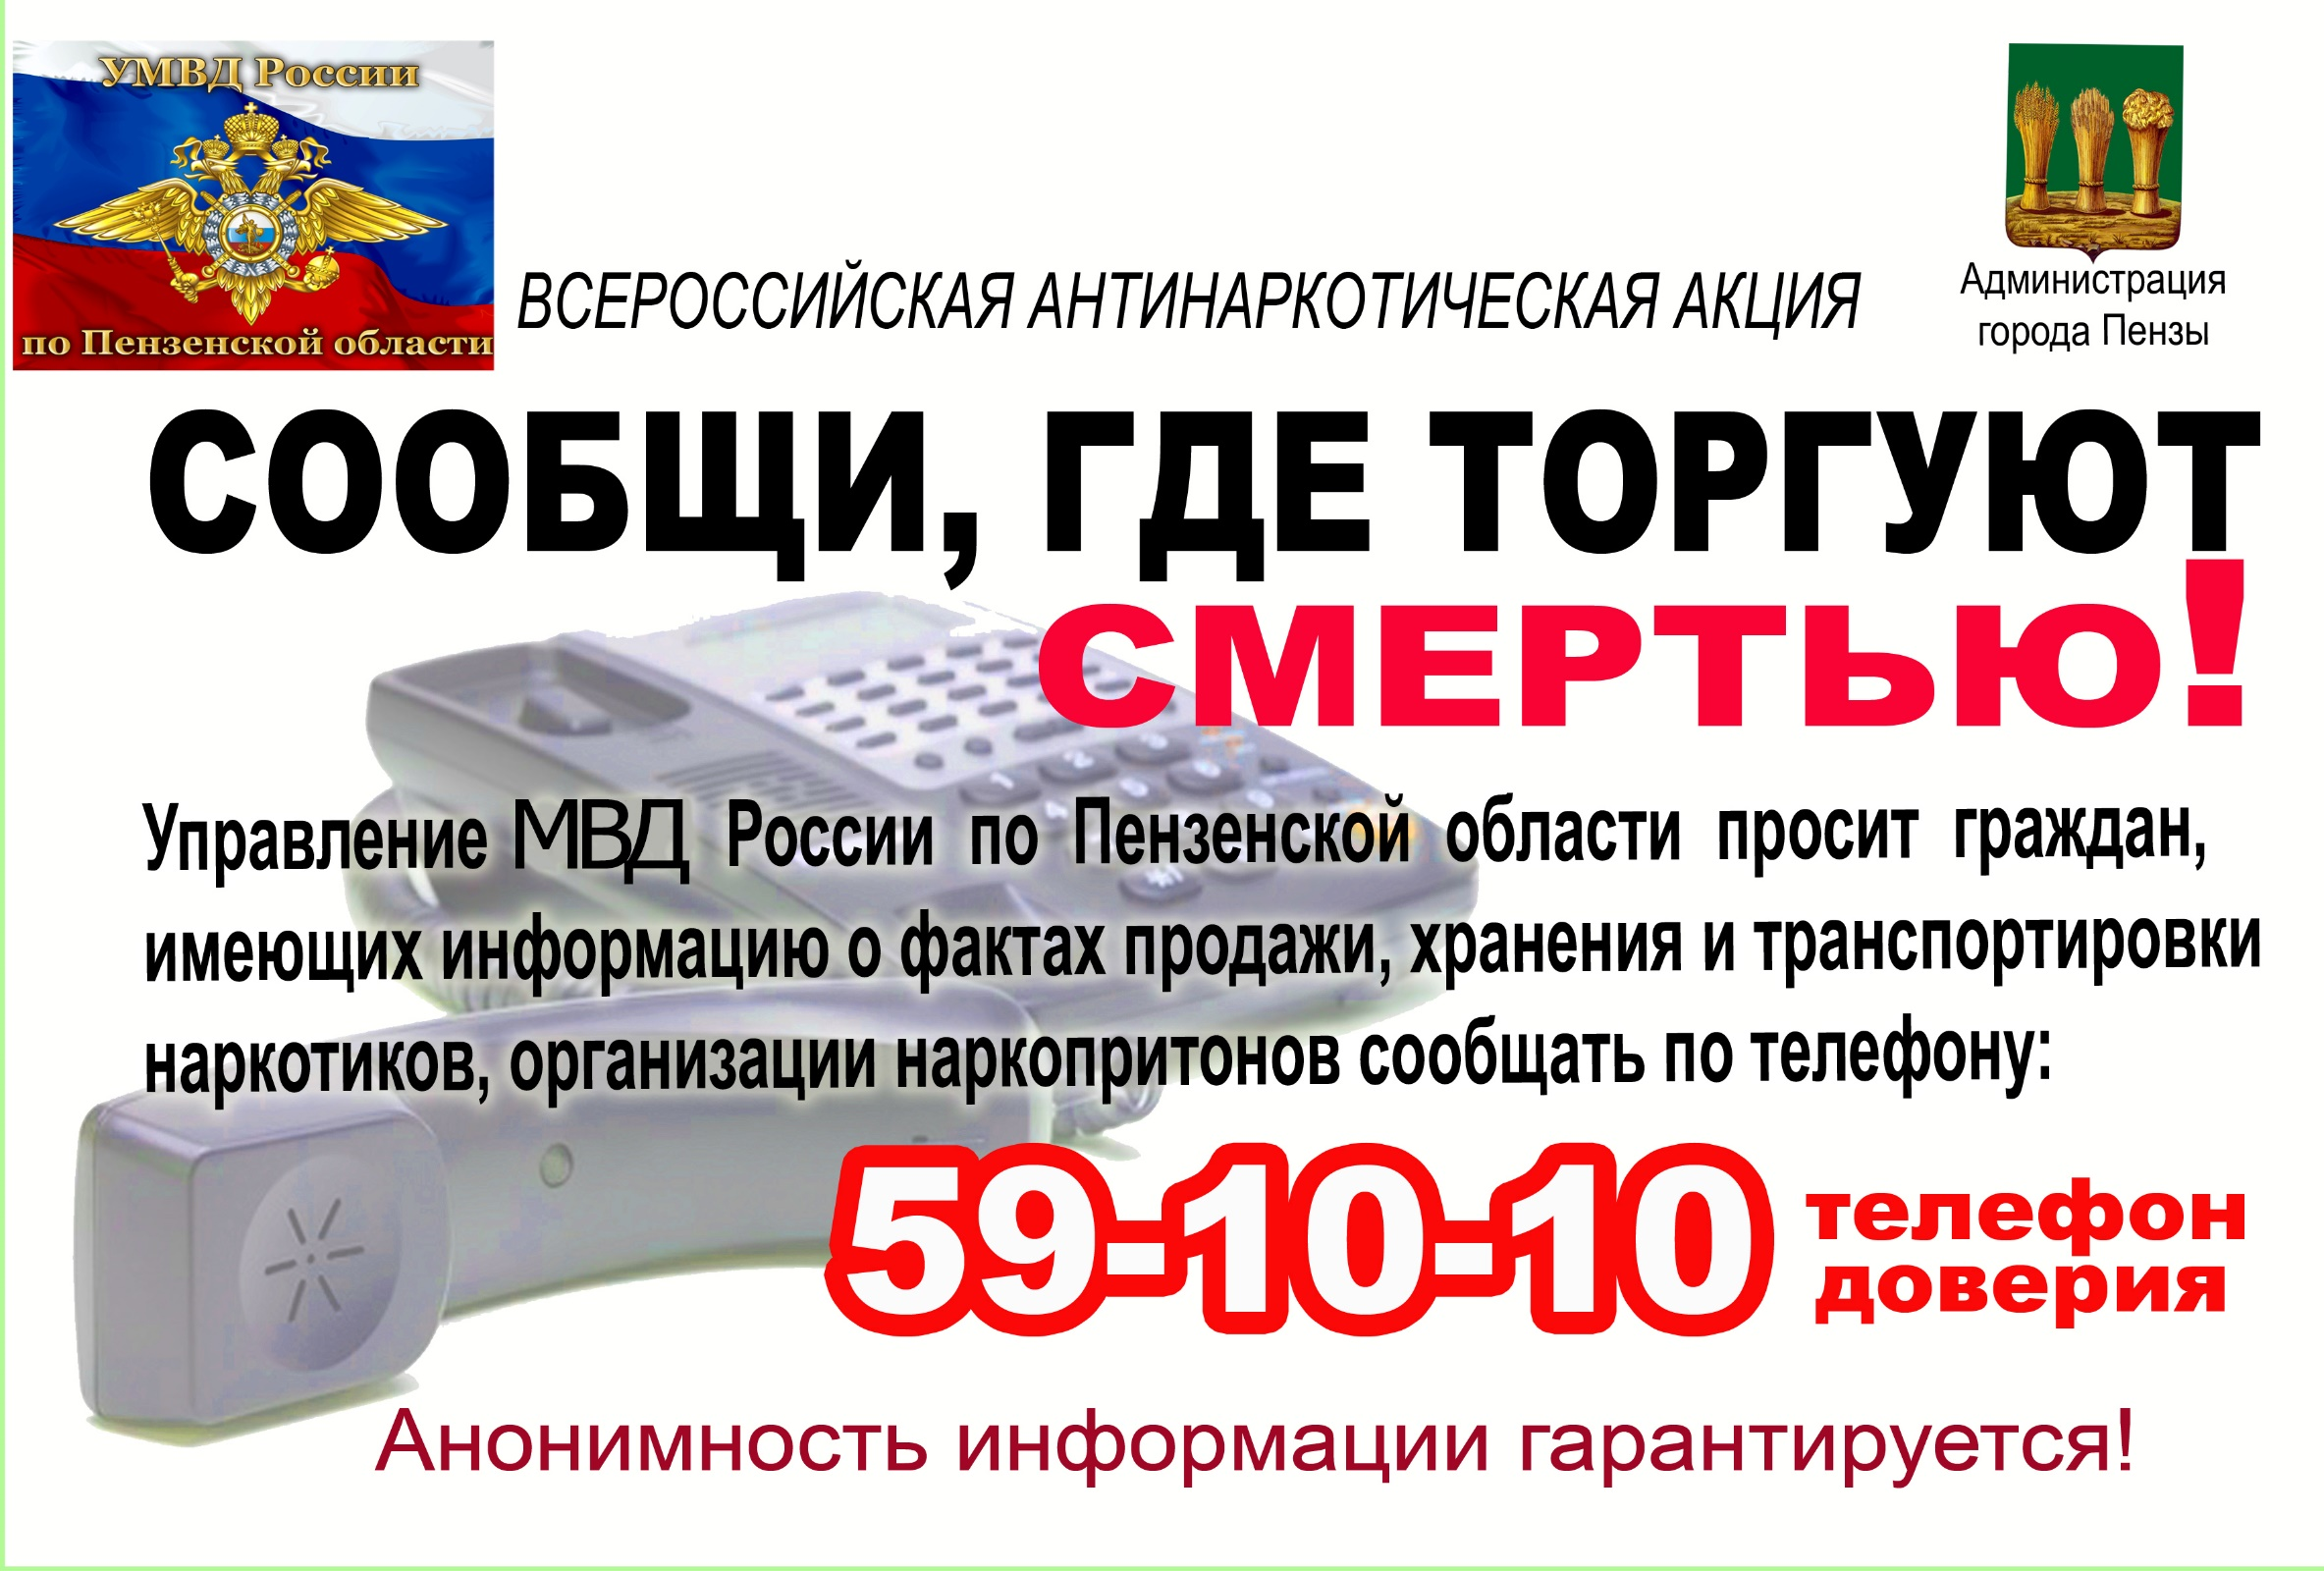 УМВД России
по Пензенской области
ВСЕРОССИЙСКАЯ АНТИНАРКОТИЧЕСКАЯ АКЦИЯ
Администрация
города Пензы
СООБЩИ, ГДЕ ТОРГУЮТ
СМЕРТЬЮ!
Управление МВД России по Пензенской области просит граждан,
имеющих информацию о фактах продажи, хранения и транспортировки
наркотиков, организации наркопритонов сообщать по телефону:
59-10-10
телефон
доверия
Анонимность информации гарантируется!